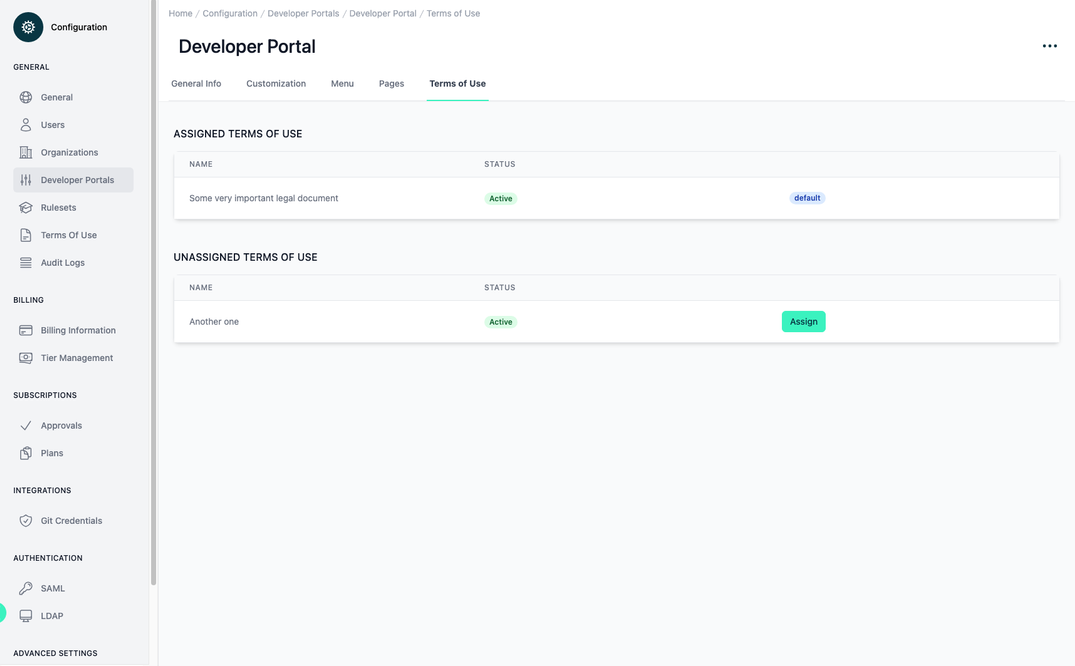 Configuration
GENERAL
General
Users
Organizations
Developer Portals
Rulesets
Terms Of Use
Audit Logs
BILLING
Billing Information
Tier Management
SUBSCRIPTIONS
Approvals
Plans
INTEGRATIONS
Git Credentials
AUTHENTICATION
SAML
LDAP
ADVANCED SETTINGS
Home / Configuration / Developer Portals / Developer Portal / Terms of Use
Developer Portal
General Info Customization Menu Pages Terms of Use
ASSIGNED TERMS OF USE
NAME STATUS
Some very important legal document Active default
UNASSIGNED TERMS OF USE
NAME STATUS
Another one Active Assign